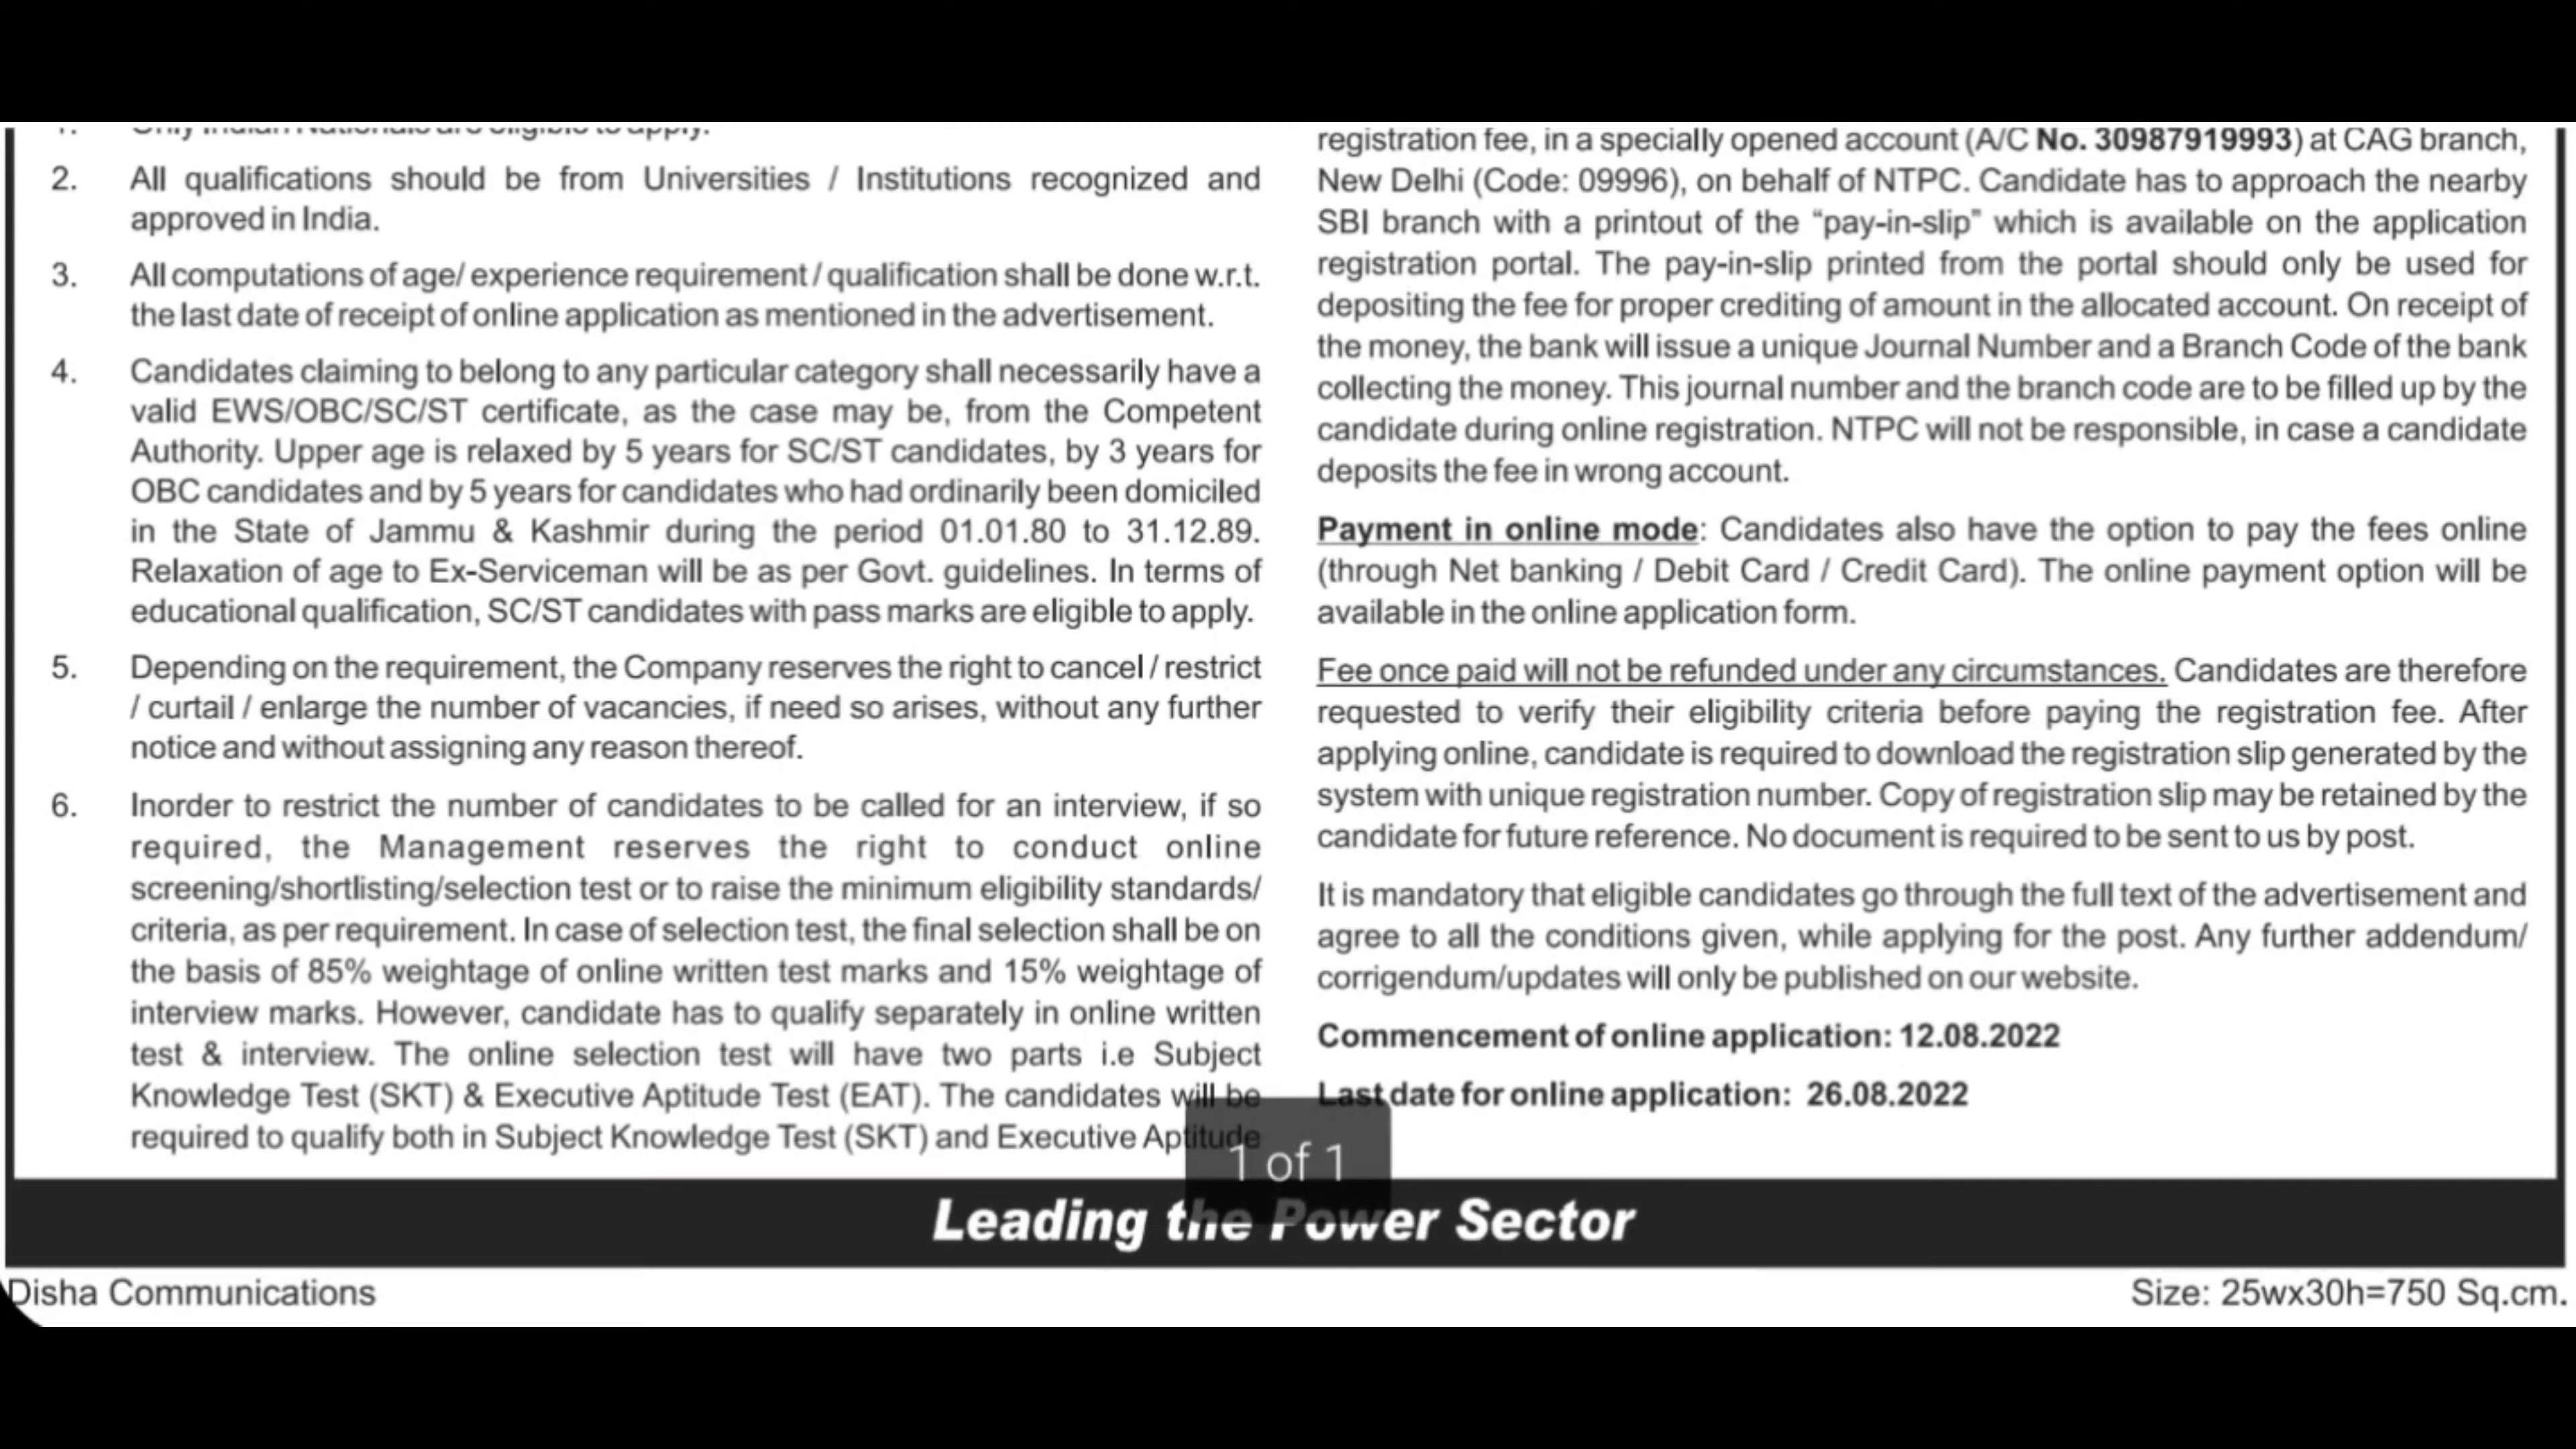 1. Only Indian Nationals are eligible to apply.
2. All qualifications should be from Universities / Institutions recognized and
approved in India.
3. All computations of age/ experience requirement / qualification shall be done w.r.t.
the last date of receipt of online application as mentioned in the advertisement.
4. Candidates claiming to belong to any particular category shall necessarily have a
valid EWS/OBC/SC/ST certificate, as the case may be, from the Competent
Authority. Upper age is relaxed by 5 years for SC/ST candidates, by 3 years for
OBC candidates and by 5 years for candidates who had ordinarily been domiciled
in the State of Jammu & Kashmir during the period 01.01.80 to 31.12.89.
Relaxation of age to Ex-Serviceman will be as per Govt. guidelines. In terms of
educational qualification, SC/ST candidates with pass marks are eligible to apply.
5. Depending on the requirement, the Company reserves the right to cancel / restrict
/ curtail / enlarge the number of vacancies, if need so arises, without any further
notice and without assigning any reason thereof.
6. Inorder to restrict the number of candidates to be called for an interview, if so
required, the Management reserves the right to conduct online
screening/shortlisting/selection test or to raise the minimum eligibility standards/
criteria, as per requirement. In case of selection test, the final selection shall be on
the basis of 85% weightage of online written test marks and 15% weightage of
interview marks. However, candidate has to qualify separately in online written
test & interview. The online selection test will have two parts i.e Subject
Knowledge Test (SKT) & Executive Aptitude Test (EAT). The candidates will be
required to qualify both in Subject Knowledge Test (SKT) and Executive Aptitude
registration fee, in a specially opened account (A/C No. 30987919993) at CAG branch,
New Delhi (Code: 09996), on behalf of NTPC. Candidate has to approach the nearby
SBI branch with a printout of the “pay-in-slip” which is available on the application
registration portal. The pay-in-slip printed from the portal should only be used for
depositing the fee for proper crediting of amount in the allocated account. On receipt of
the money, the bank will issue a unique Journal Number and a Branch Code of the bank
collecting the money. This journal number and the branch code are to be filled up by the
candidate during online registration. NTPC will not be responsible, in case a candidate
deposits the fee in wrong account.
Payment in online mode: Candidates also have the option to pay the fees online
(through Net banking / Debit Card / Credit Card). The online payment option will be
available in the online application form.
Fee once paid will not be refunded under any circumstances. Candidates are therefore
requested to verify their eligibility criteria before paying the registration fee. After
applying online, candidate is required to download the registration slip generated by the
system with unique registration number. Copy of registration slip may be retained by the
candidate for future reference. No document is required to be sent to us by post.
It is mandatory that eligible candidates go through the full text of the advertisement and
agree to all the conditions given, while applying for the post. Any further addendum/
corrigendum/updates will only be published on our website.
Commencement of online application: 12.08.2022
Last date for online application: 26.08.2022
1 of 1
Leading the Power Sector
Disha Communications
Size: 25wx30h=750 Sq.cm.